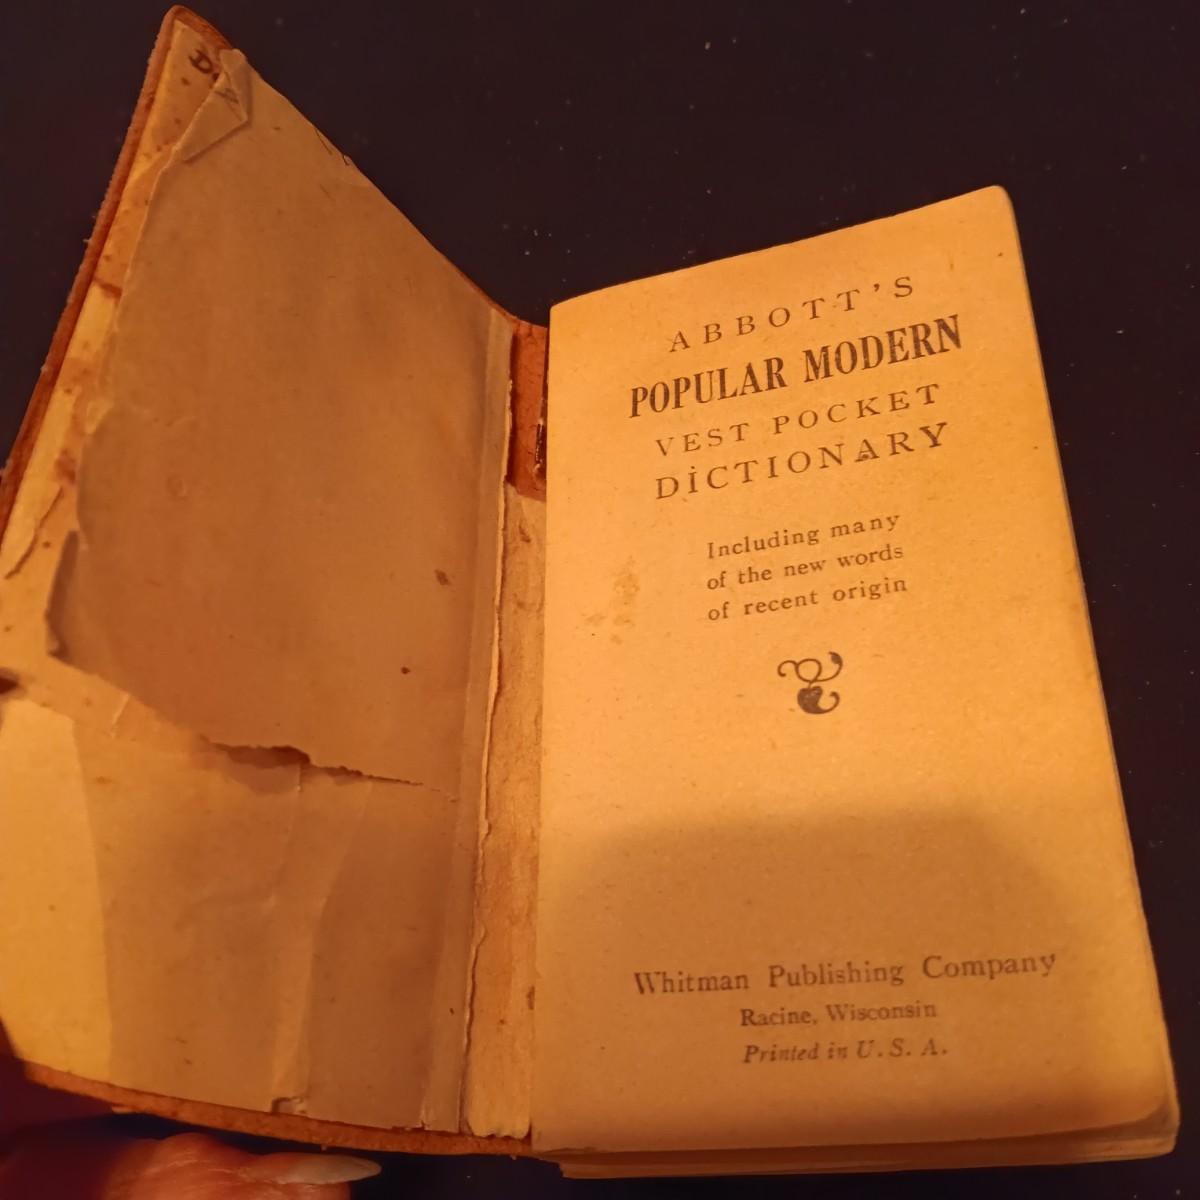 ABBOTT'S
POPULAR MODERN
VEST POCKET
DICTIONARY
Including many
of the new words
of recent origin
Whitman Publishing Company
Racine, Wisconsin
Printed in U. S. A.